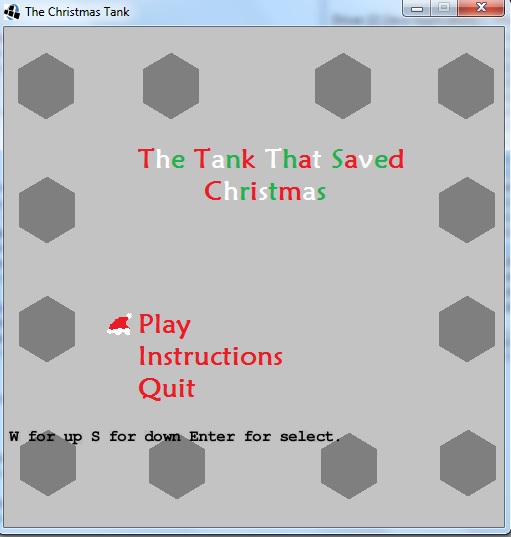 The Christmas Tank
The Tank That Saved
Christmas
Play
Instructions
Quit
W for up S for down Enter for select.